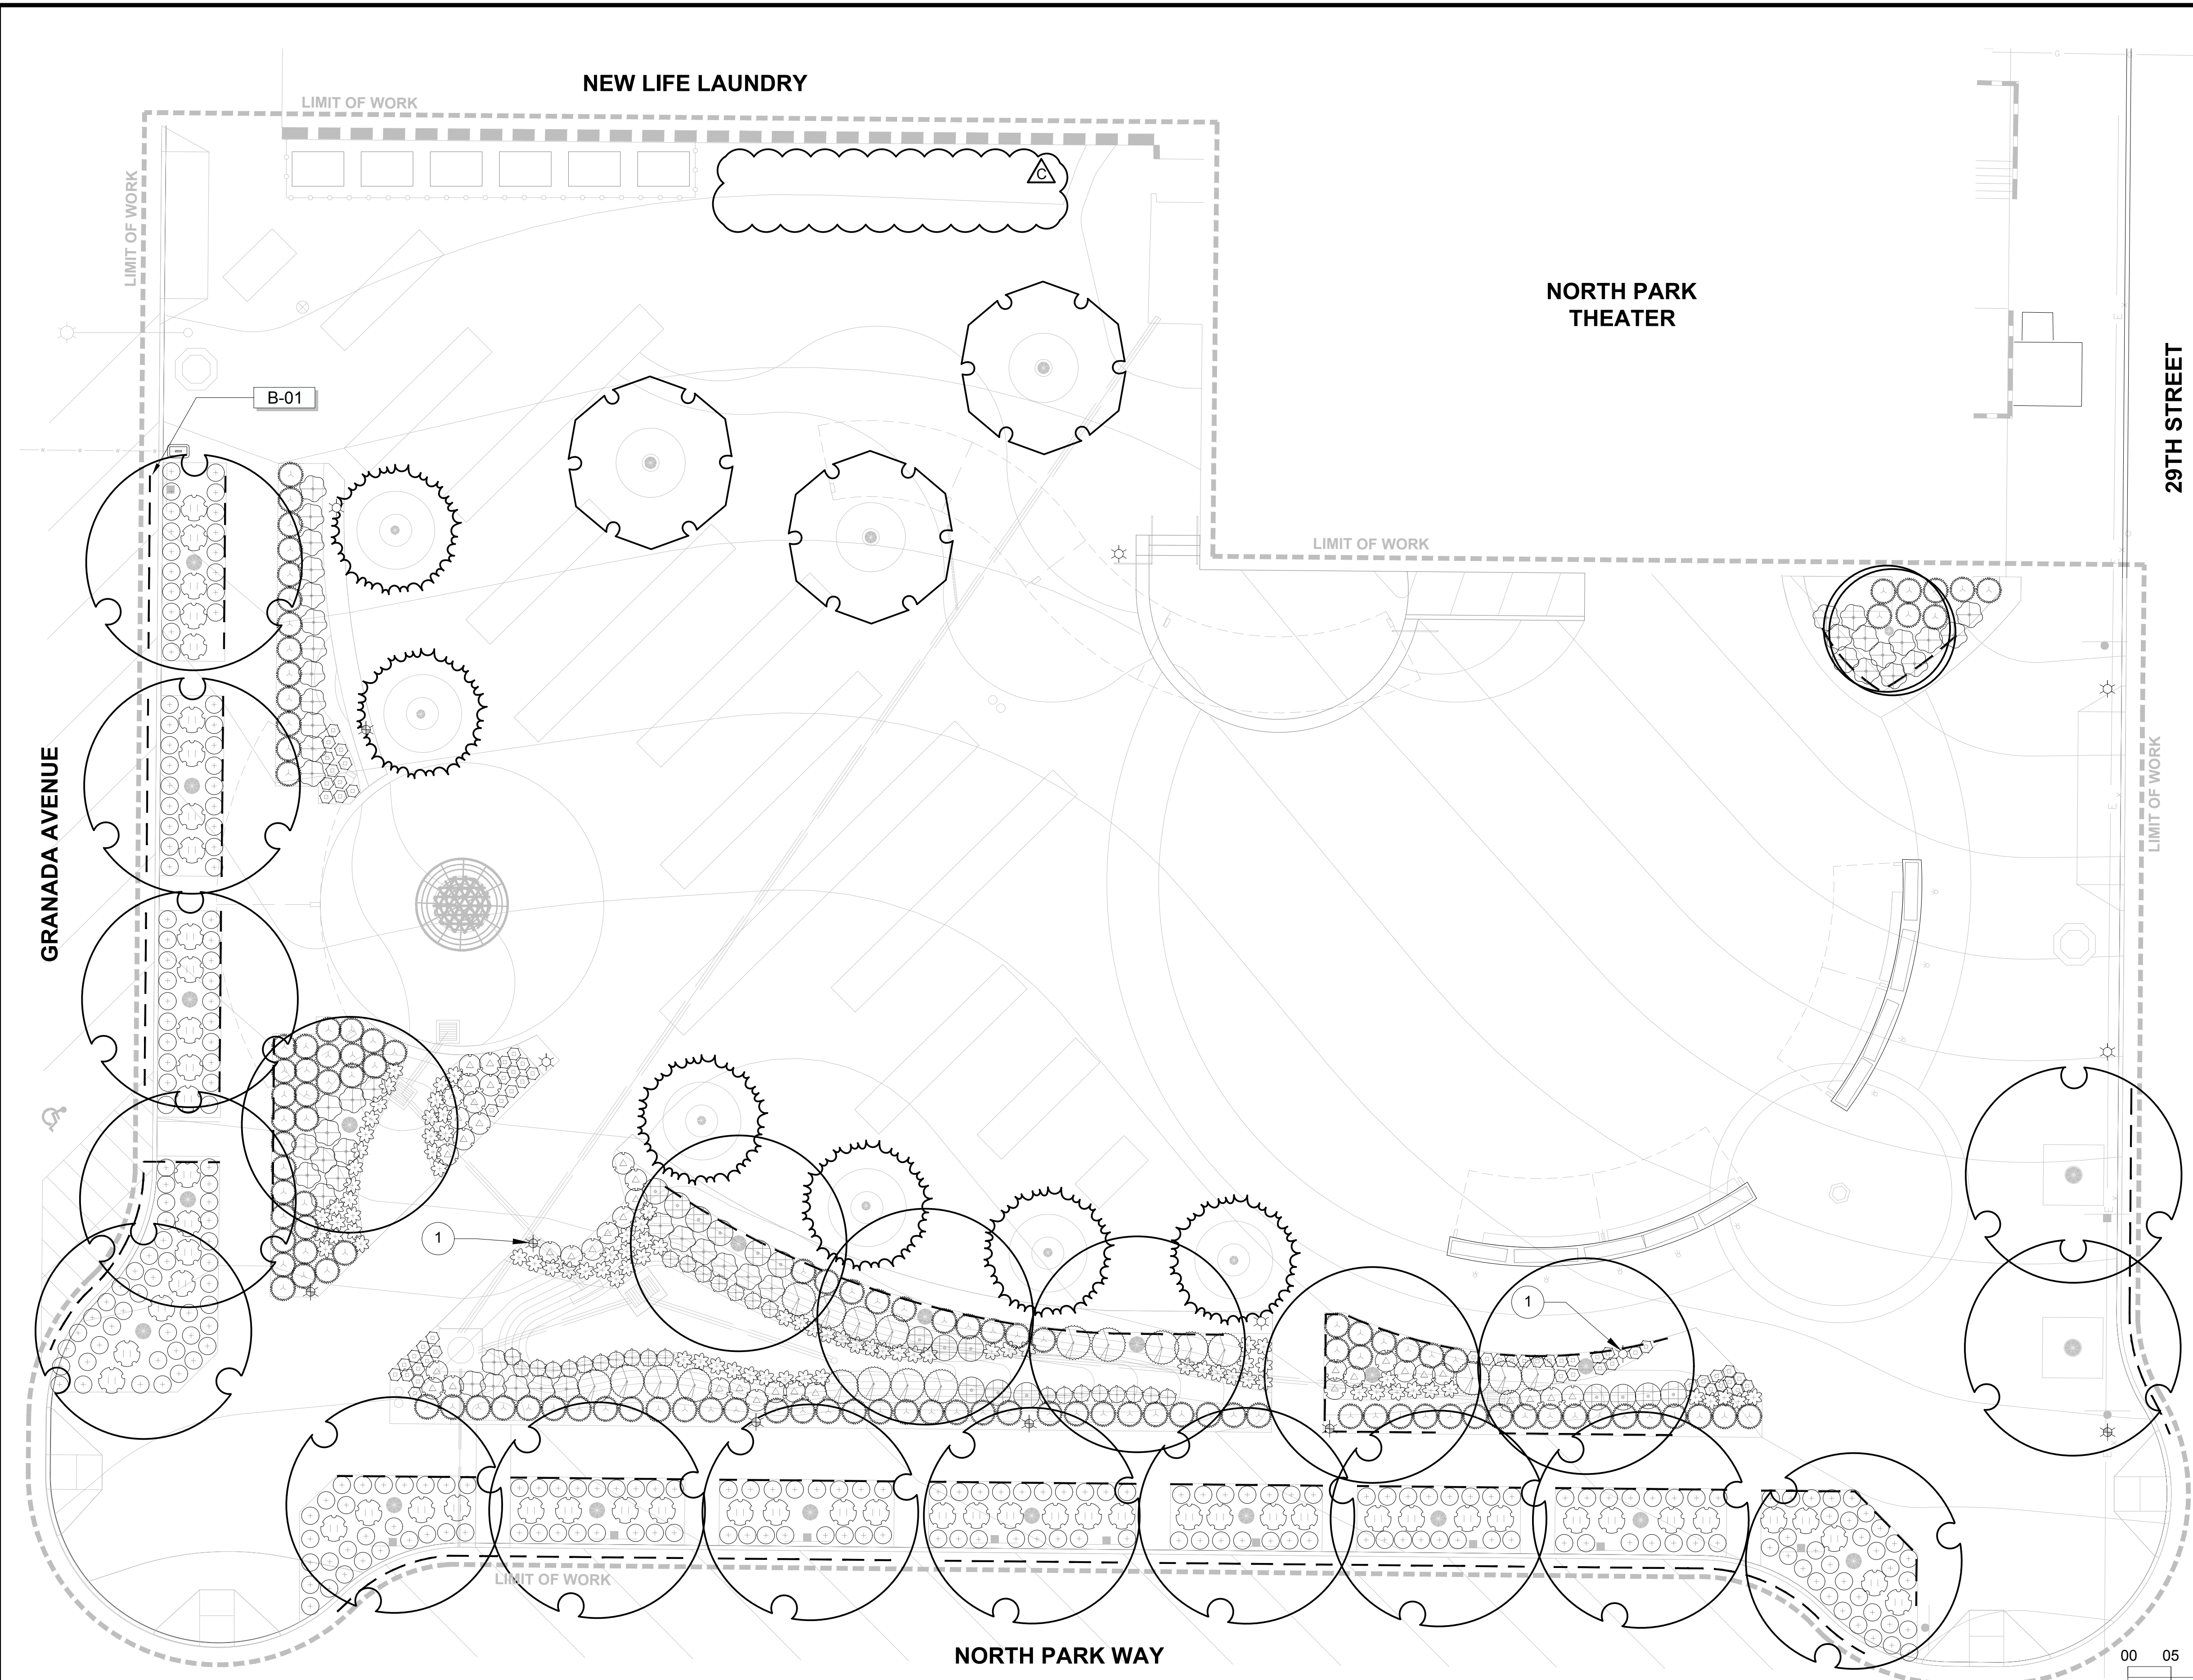 NEW LIFE LAUNDRY
LIMIT OF WORK
LIMIT OF WORK
C
NORTH PARK
THEATER
29TH STREET
B-01
LIMIT OF WORK
GRANADA AVENUE
LIMIT OF WORK
1
1
LIMIT OF WORK
NORTH PARK WAY
00 05